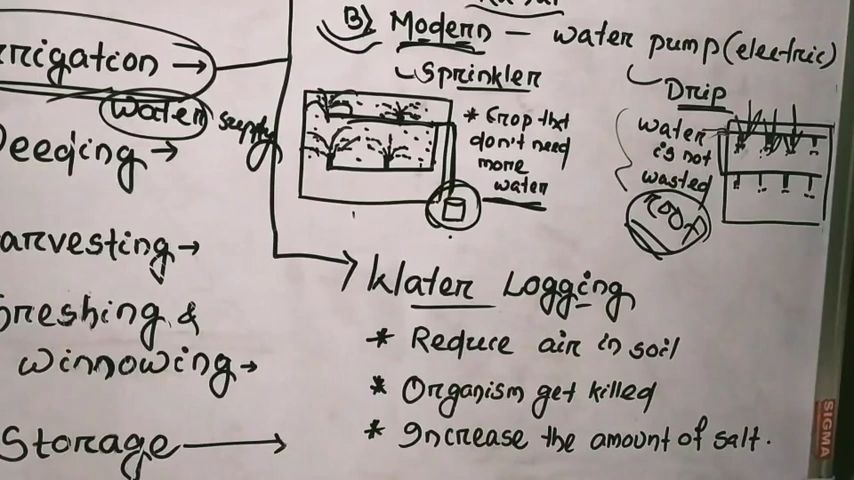 B) Modern — water pump (electric)
rrigation →
water supply
Sprinkler
Drip
* Crop that
don't need
more
water
water
is not
wasted
root
eeding →
arvesting →
Water Logging
reshing &
winnowing →
* Reduce air in soil
* Organism get killed
* Increase the amount of salt.
Storage →
SIGMA